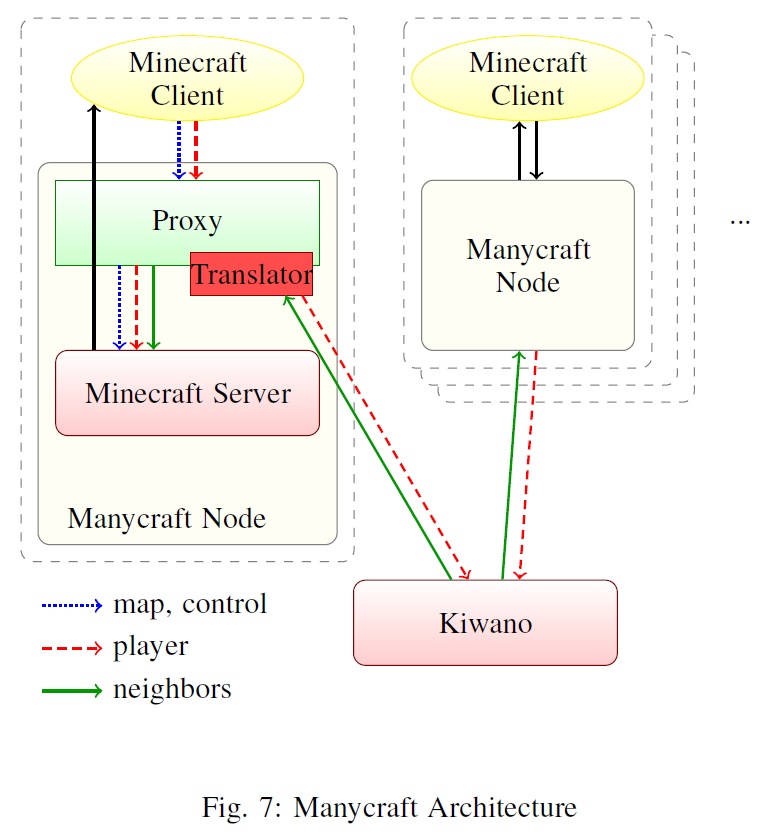 Minecraft
Client
Proxy
Translator
Minecraft Server
Manycraft Node
Minecraft
Client
Manycraft
Node
...
Kiwano
map, control
player
neighbors
Fig. 7: Manycraft Architecture